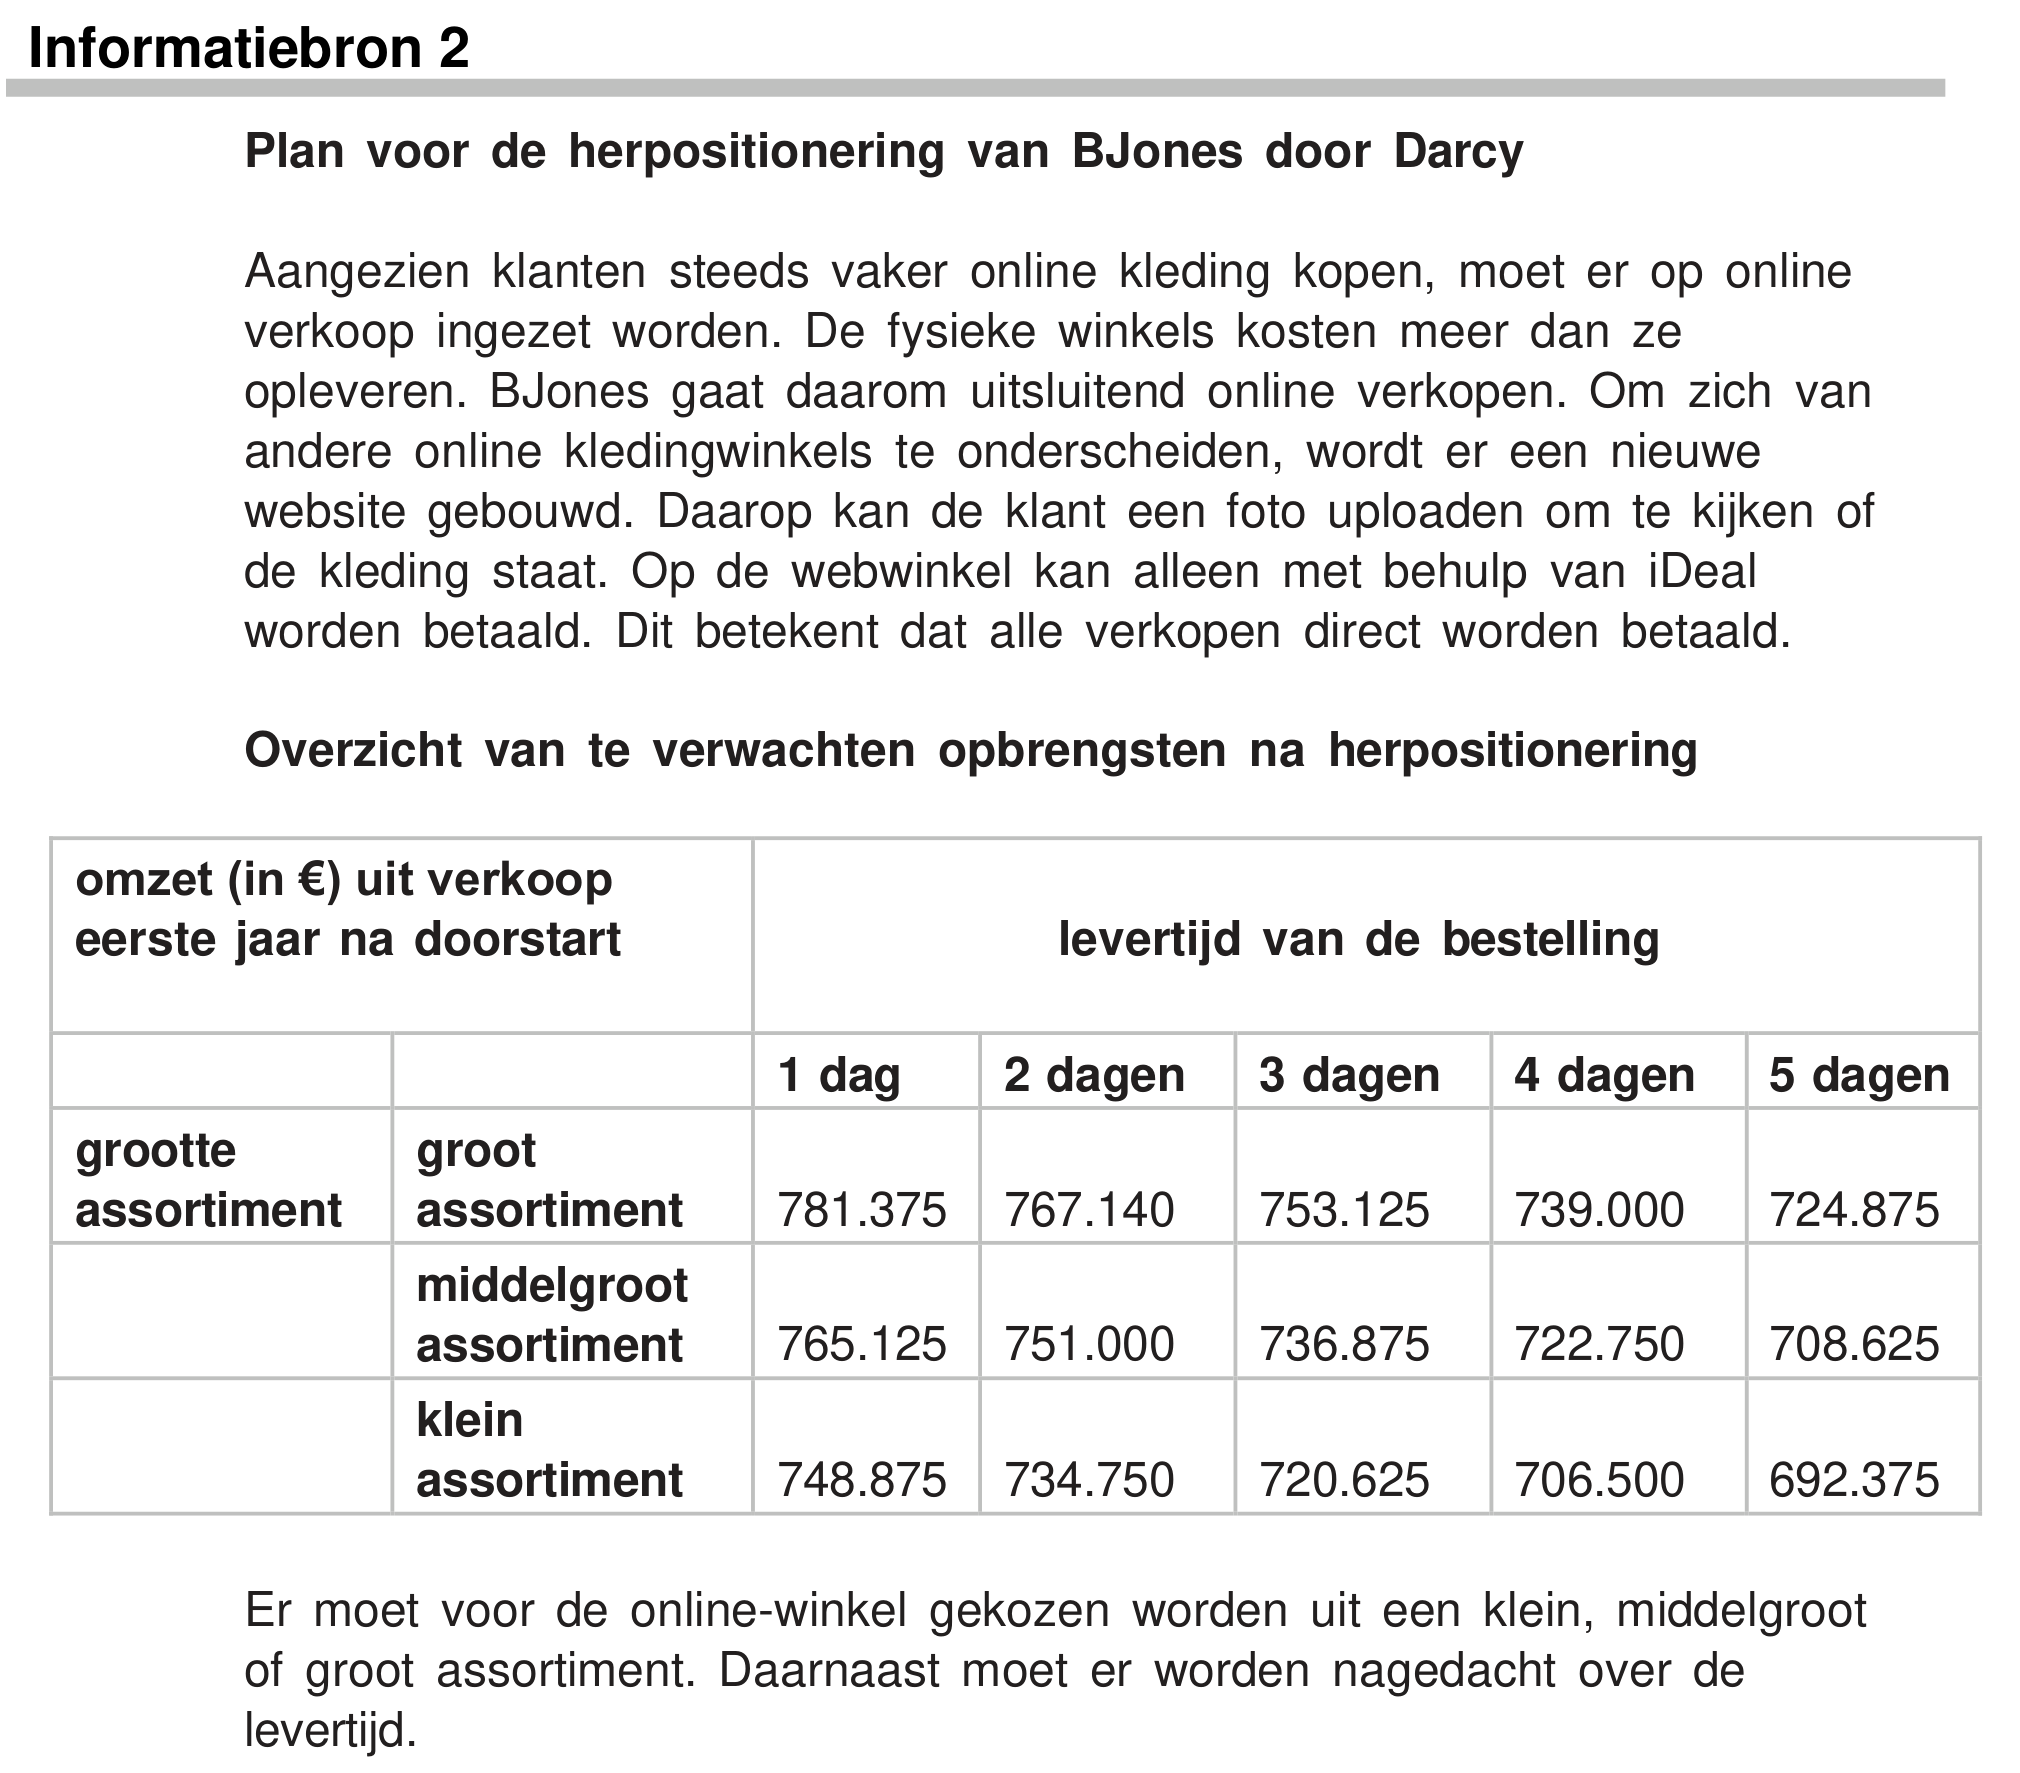 Informatiebron 2
Plan voor de herpositionering van BJones door Darcy
Aangezien klanten steeds vaker online kleding kopen, moet er op online
verkoop ingezet worden. De fysieke winkels kosten meer dan ze
opleveren. BJones gaat daarom uitsluitend online verkopen. Om zich van
andere online kledingwinkels te onderscheiden, wordt er een nieuwe
website gebouwd. Daarop kan de klant een foto uploaden om te kijken of
de kleding staat. Op de webwinkel kan alleen met behulp van iDeal
worden betaald. Dit betekent dat alle verkopen direct worden betaald.
Overzicht van te verwachten opbrengsten na herpositionering
omzet (in €) uit verkoop
eerste jaar na doorstart
levertijd van de bestelling
1 dag 2 dagen 3 dagen 4 dagen 5 dagen
grootte groot
assortiment assortiment 781.375 767.140 753.125 739.000 724.875
middelgroot
assortiment 765.125 751.000 736.875 722.750 708.625
klein
assortiment 748.875 734.750 720.625 706.500 692.375
Er moet voor de online-winkel gekozen worden uit een klein, middelgroot
of groot assortiment. Daarnaast moet er worden nagedacht over de
levertijd.